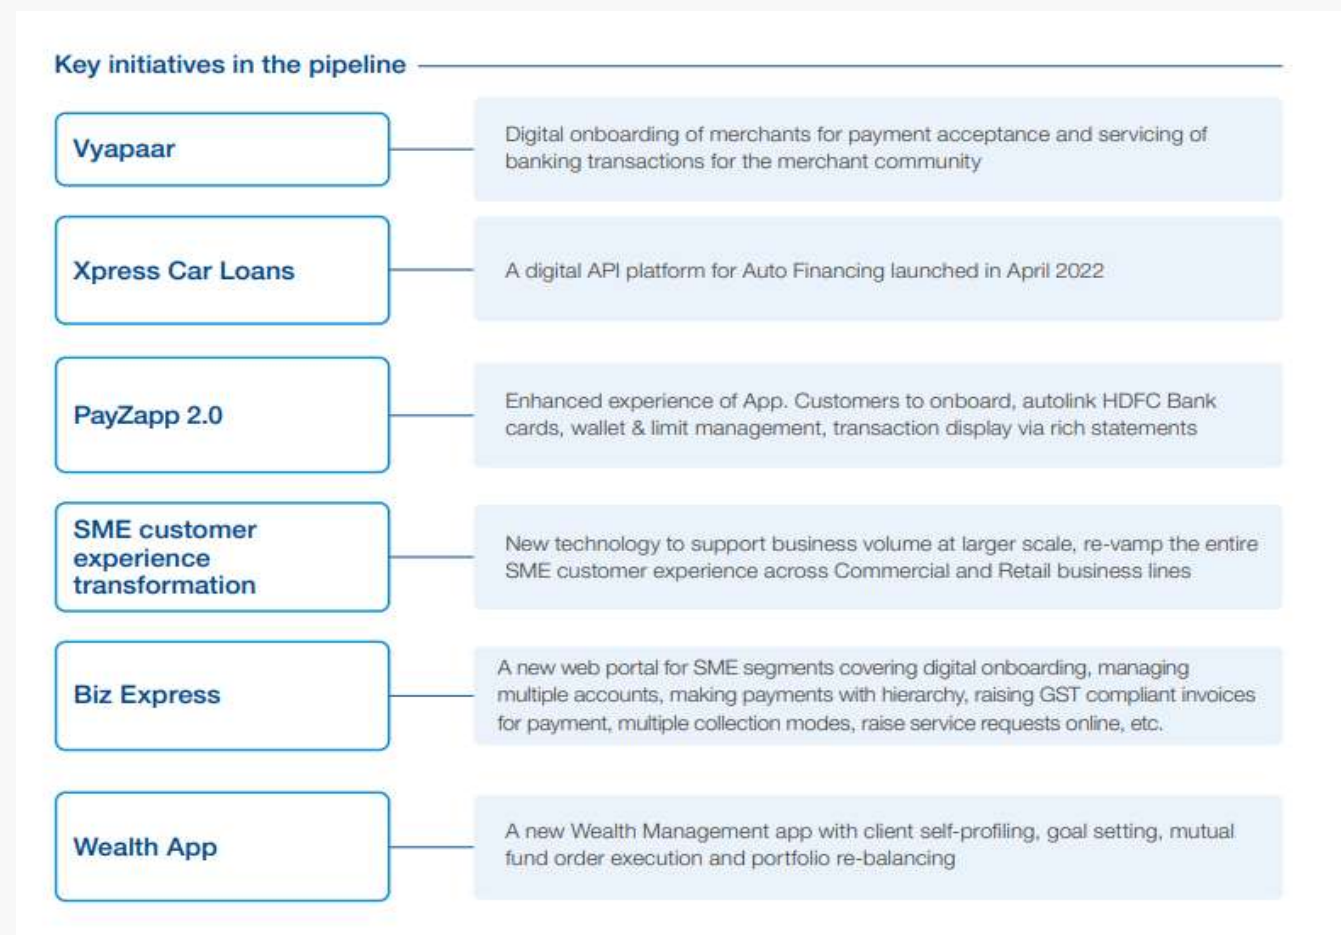 Key initiatives in the pipeline
Vyapaar
Digital onboarding of merchants for payment acceptance and servicing of
banking transactions for the merchant community
Xpress Car Loans
A digital API platform for Auto Financing launched in April 2022
PayZapp 2.0
Enhanced experience of App. Customers to onboard, autolink HDFC Bank
cards, wallet & limit management, transaction display via rich statements
SME customer
experience
transformation
New technology to support business volume at larger scale, re-vamp the entire
SME customer experience across Commercial and Retail business lines
Biz Express
A new web portal for SME segments covering digital onboarding, managing
multiple accounts, making payments with hierarchy, raising GST compliant invoices
for payment, multiple collection modes, raise service requests online, etc.
Wealth App
A new Wealth Management app with client self-profiling, goal setting, mutual
fund order execution and portfolio re-balancing